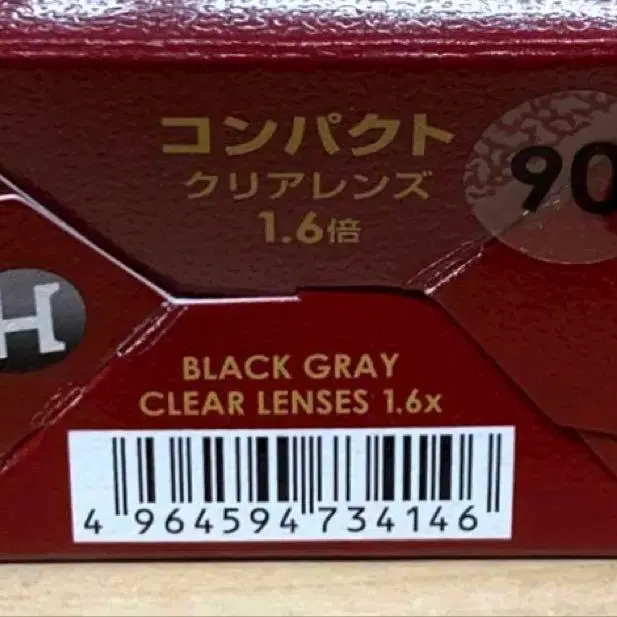 コンパクト
クリアレンズ
1.6倍
90
H
BLACK GRAY
CLEAR LENSES 1.6x
4 964594 734146